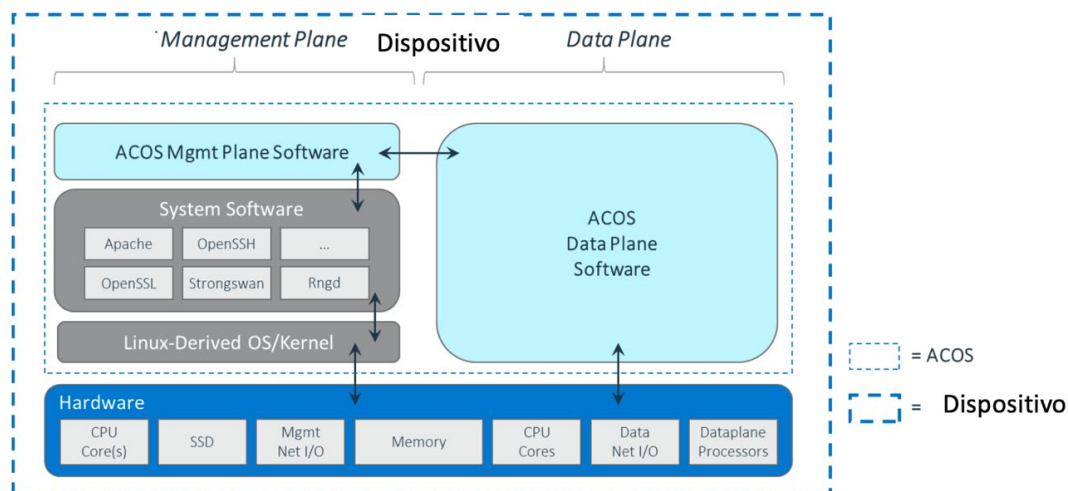 Management Plane
Dispositivo
Data Plane
ACOS Mgmt Plane Software
System Software
Apache
OpenSSH
...
OpenSSL
Strongswan
Rngd
Linux-Derived OS/Kernel
ACOS
Data Plane
Software
Hardware
CPU
Core(s)
SSD
Mgmt
Net I/O
Memory
CPU
Cores
Data
Net I/O
Dataplane
Processors
= ACOS
= Dispositivo